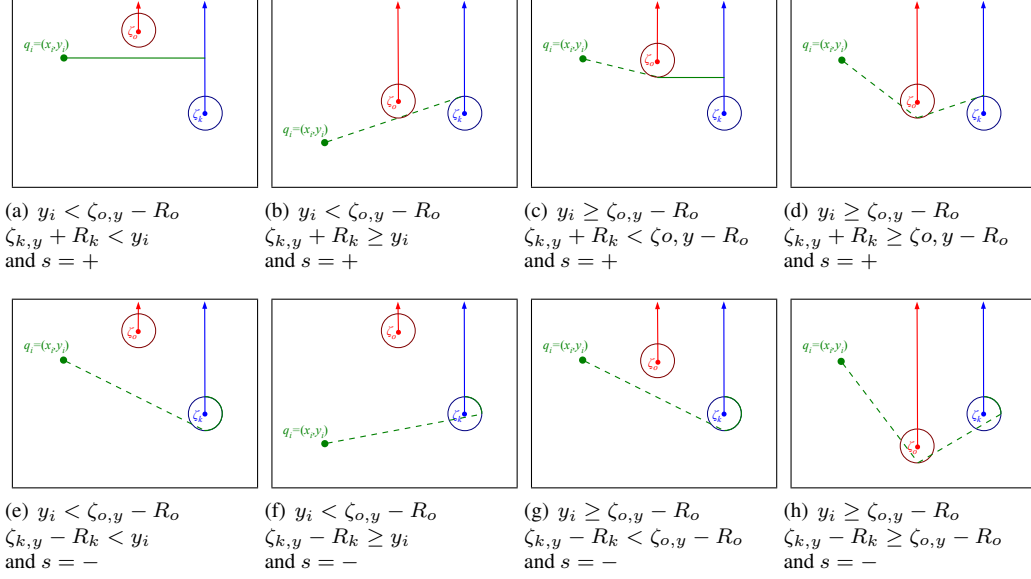 q_i=(x_i,y_i) ζ_o ζ_k
q_i=(x_i,y_i) ζ_o ζ_k
q_i=(x_i,y_i) ζ_o ζ_k
q_i=(x_i,y_i) ζ_o ζ_k
(a) y_i < ζ_{o,y} − R_o
ζ_{k,y} + R_k < y_i
and s = +
(b) y_i < ζ_{o,y} − R_o
ζ_{k,y} + R_k ≥ y_i
and s = +
(c) y_i ≥ ζ_{o,y} − R_o
ζ_{k,y} + R_k < ζo, y − R_o
and s = +
(d) y_i ≥ ζ_{o,y} − R_o
ζ_{k,y} + R_k ≥ ζo, y − R_o
and s = +
q_i=(x_i,y_i) ζ_o ζ_k
q_i=(x_i,y_i) ζ_o ζ_k
q_i=(x_i,y_i) ζ_o ζ_k
q_i=(x_i,y_i) ζ_o ζ_k
(e) y_i < ζ_{o,y} − R_o
ζ_{k,y} − R_k < y_i
and s = −
(f) y_i < ζ_{o,y} − R_o
ζ_{k,y} − R_k ≥ y_i
and s = −
(g) y_i ≥ ζ_{o,y} − R_o
ζ_{k,y} − R_k < ζ_{o,y} − R_o
and s = −
(h) y_i ≥ ζ_{o,y} − R_o
ζ_{k,y} − R_k ≥ ζ_{o,y} − R_o
and s = −